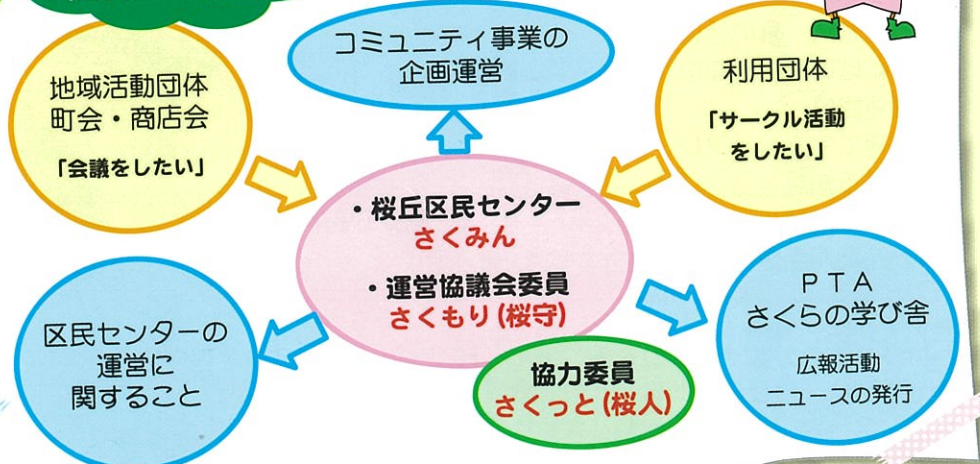 地域活動団体
町会・商店会
「会議をしたい」
コミュニティ事業の
企画運営
利用団体
「サークル活動
をしたい」
・桜丘区民センター
さくみん
・運営協議会委員
さくもり(桜守)
協力委員
さくっと(桜人)
区民センターの
運営に
関すること
ＰＴＡ
さくらの学び舎
広報活動
ニュースの発行